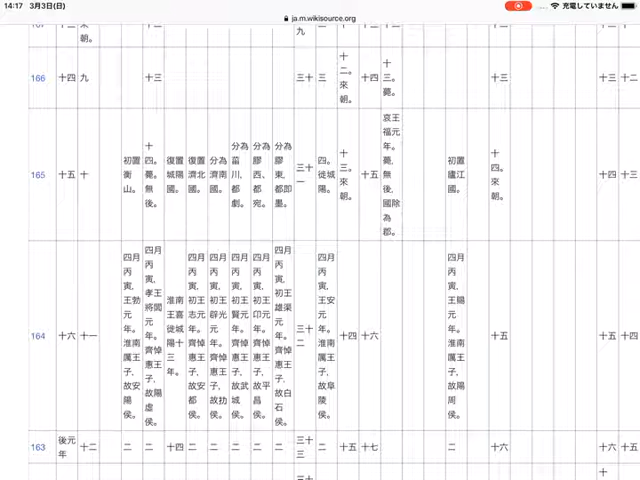 14:17 3月3日(日)
充電していません
ja.m.wikisource.org
朝。
九
166
十四
九
十三
三十
三
十二。來朝。
十四
十三。薨。
十三
十三
十二
165
十五
十
初置衡山。
十四。薨。無後。
復置城陽國。
復置濟北國。
分為濟南國。
分為菑川,都劇。
分為膠西,都宛。
分為膠東,都即墨。
三十一
四。徙城陽。
十三。來朝。
十五
哀王福元年。薨,無後,國除為郡。
初置廬江國。
十四。來朝。
十四
十三
164
十六
十一
四月丙寅,王勃元年。淮南厲王子,故安陽侯。
四月丙寅,孝王將閭元年。齊悼惠王子,故陽虛侯。
淮南王喜徙城陽十三年。
四月丙寅,初王志元年。齊悼惠王子,故安都侯。
四月丙寅,初王辟光元年。齊悼惠王子,故扐侯。
四月丙寅,初王賢元年。齊悼惠王子,故武城侯。
四月丙寅,初王卬元年。齊悼惠王子,故平昌侯。
四月丙寅,初王雄渠元年。齊悼惠王子,故白石侯。
三十二
四月丙寅,王安元年。淮南厲王子,故阜陵侯。
十四
十六
四月丙寅,王賜元年。淮南厲王子,故陽周侯。
十五
十五
十四
163
後元年
十二
二
二
十四
二
二
二
二
二
三十三
二
十五
十七
二
十六
十六
十五
三十
十